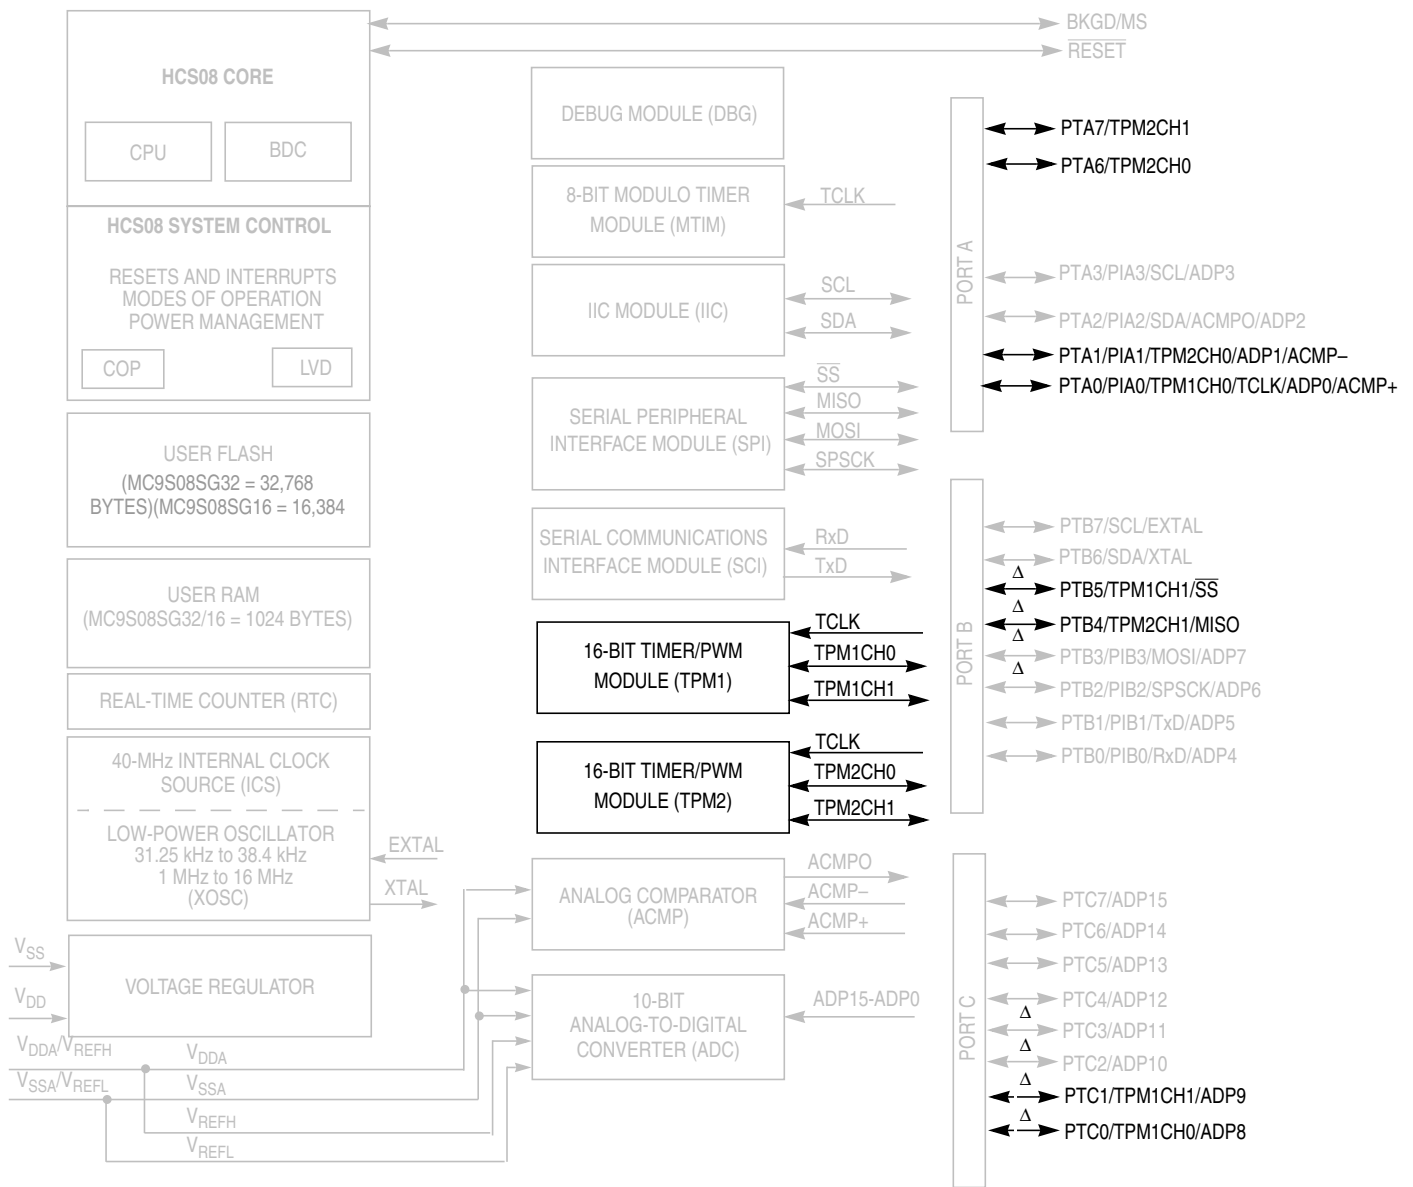 HCS08 CORE
CPU
BDC
HCS08 SYSTEM CONTROL
RESETS AND INTERRUPTS
MODES OF OPERATION
POWER MANAGEMENT
COP
LVD
USER FLASH
(MC9S08SG32 = 32,768
BYTES)(MC9S08SG16 = 16,384
USER RAM
(MC9S08SG32/16 = 1024 BYTES)
REAL-TIME COUNTER (RTC)
40-MHz INTERNAL CLOCK
SOURCE (ICS)
LOW-POWER OSCILLATOR
31.25 kHz to 38.4 kHz
1 MHz to 16 MHz
(XOSC)
EXTAL
XTAL
VSS
VDD
VOLTAGE REGULATOR
VDDA/VREFH
VSSA/VREFL
VDDA
VSSA
VREFH
VREFL
DEBUG MODULE (DBG)
8-BIT MODULO TIMER
MODULE (MTIM)
TCLK
IIC MODULE (IIC)
SCL
SDA
SERIAL PERIPHERAL
INTERFACE MODULE (SPI)
SS
MISO
MOSI
SPSCK
SERIAL COMMUNICATIONS
INTERFACE MODULE (SCI)
RxD
TxD
16-BIT TIMER/PWM
MODULE (TPM1)
TCLK
TPM1CH0
TPM1CH1
16-BIT TIMER/PWM
MODULE (TPM2)
TCLK
TPM2CH0
TPM2CH1
ANALOG COMPARATOR
(ACMP)
ACMPO
ACMP–
ACMP+
10-BIT
ANALOG-TO-DIGITAL
CONVERTER (ADC)
ADP15-ADP0
BKGD/MS
RESET
PORT A
PTA7/TPM2CH1
PTA6/TPM2CH0
PTA3/PIA3/SCL/ADP3
PTA2/PIA2/SDA/ACMPO/ADP2
PTA1/PIA1/TPM2CH0/ADP1/ACMP–
PTA0/PIA0/TPM1CH0/TCLK/ADP0/ACMP+
PORT B
PTB7/SCL/EXTAL
PTB6/SDA/XTAL
Δ
PTB5/TPM1CH1/SS
Δ
PTB4/TPM2CH1/MISO
Δ
PTB3/PIB3/MOSI/ADP7
Δ
PTB2/PIB2/SPSCK/ADP6
PTB1/PIB1/TxD/ADP5
PTB0/PIB0/RxD/ADP4
PORT C
PTC7/ADP15
PTC6/ADP14
PTC5/ADP13
PTC4/ADP12
Δ
PTC3/ADP11
Δ
PTC2/ADP10
Δ
PTC1/TPM1CH1/ADP9
Δ
PTC0/TPM1CH0/ADP8